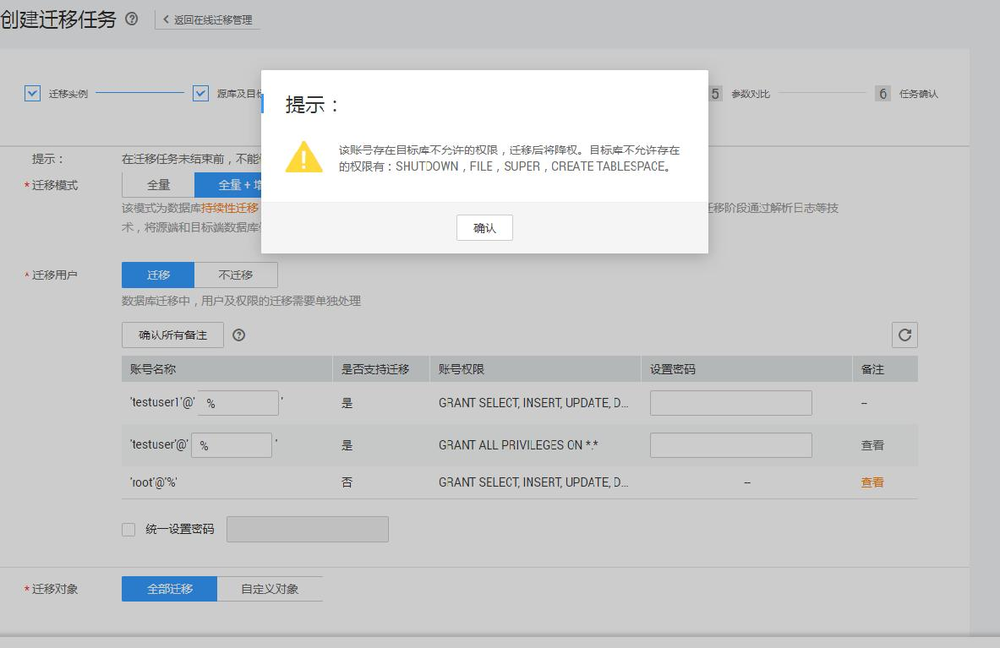 创建迁移任务 ? 返回在线迁移管理
迁移实例 源库及目标 5 参数对比 6 任务确认
提示：
该账号存在目标库不允许的权限，迁移后将降权。目标库不允许存在
的权限有：SHUTDOWN，FILE，SUPER，CREATE TABLESPACE。
确认
提示： 在迁移任务未结束前，不能
*迁移模式 全量 全量＋增
该模式为数据库持续性迁移 迁移阶段通过解析日志等技
术，将源端和目标端数据库
*迁移用户 迁移 不迁移
数据库迁移中，用户及权限的迁移需要单独处理
确认所有备注 ?
账号名称 是否支持迁移 账号权限 设置密码 备注
'testuser1'@' % ' 是 GRANT SELECT, INSERT, UPDATE, D... --
'testuser'@' % ' 是 GRANT ALL PRIVILEGES ON *.* 查看
'root'@'%' 否 GRANT SELECT, INSERT, UPDATE, D... -- 查看
统一设置密码
*迁移对象 全部迁移 自定义对象